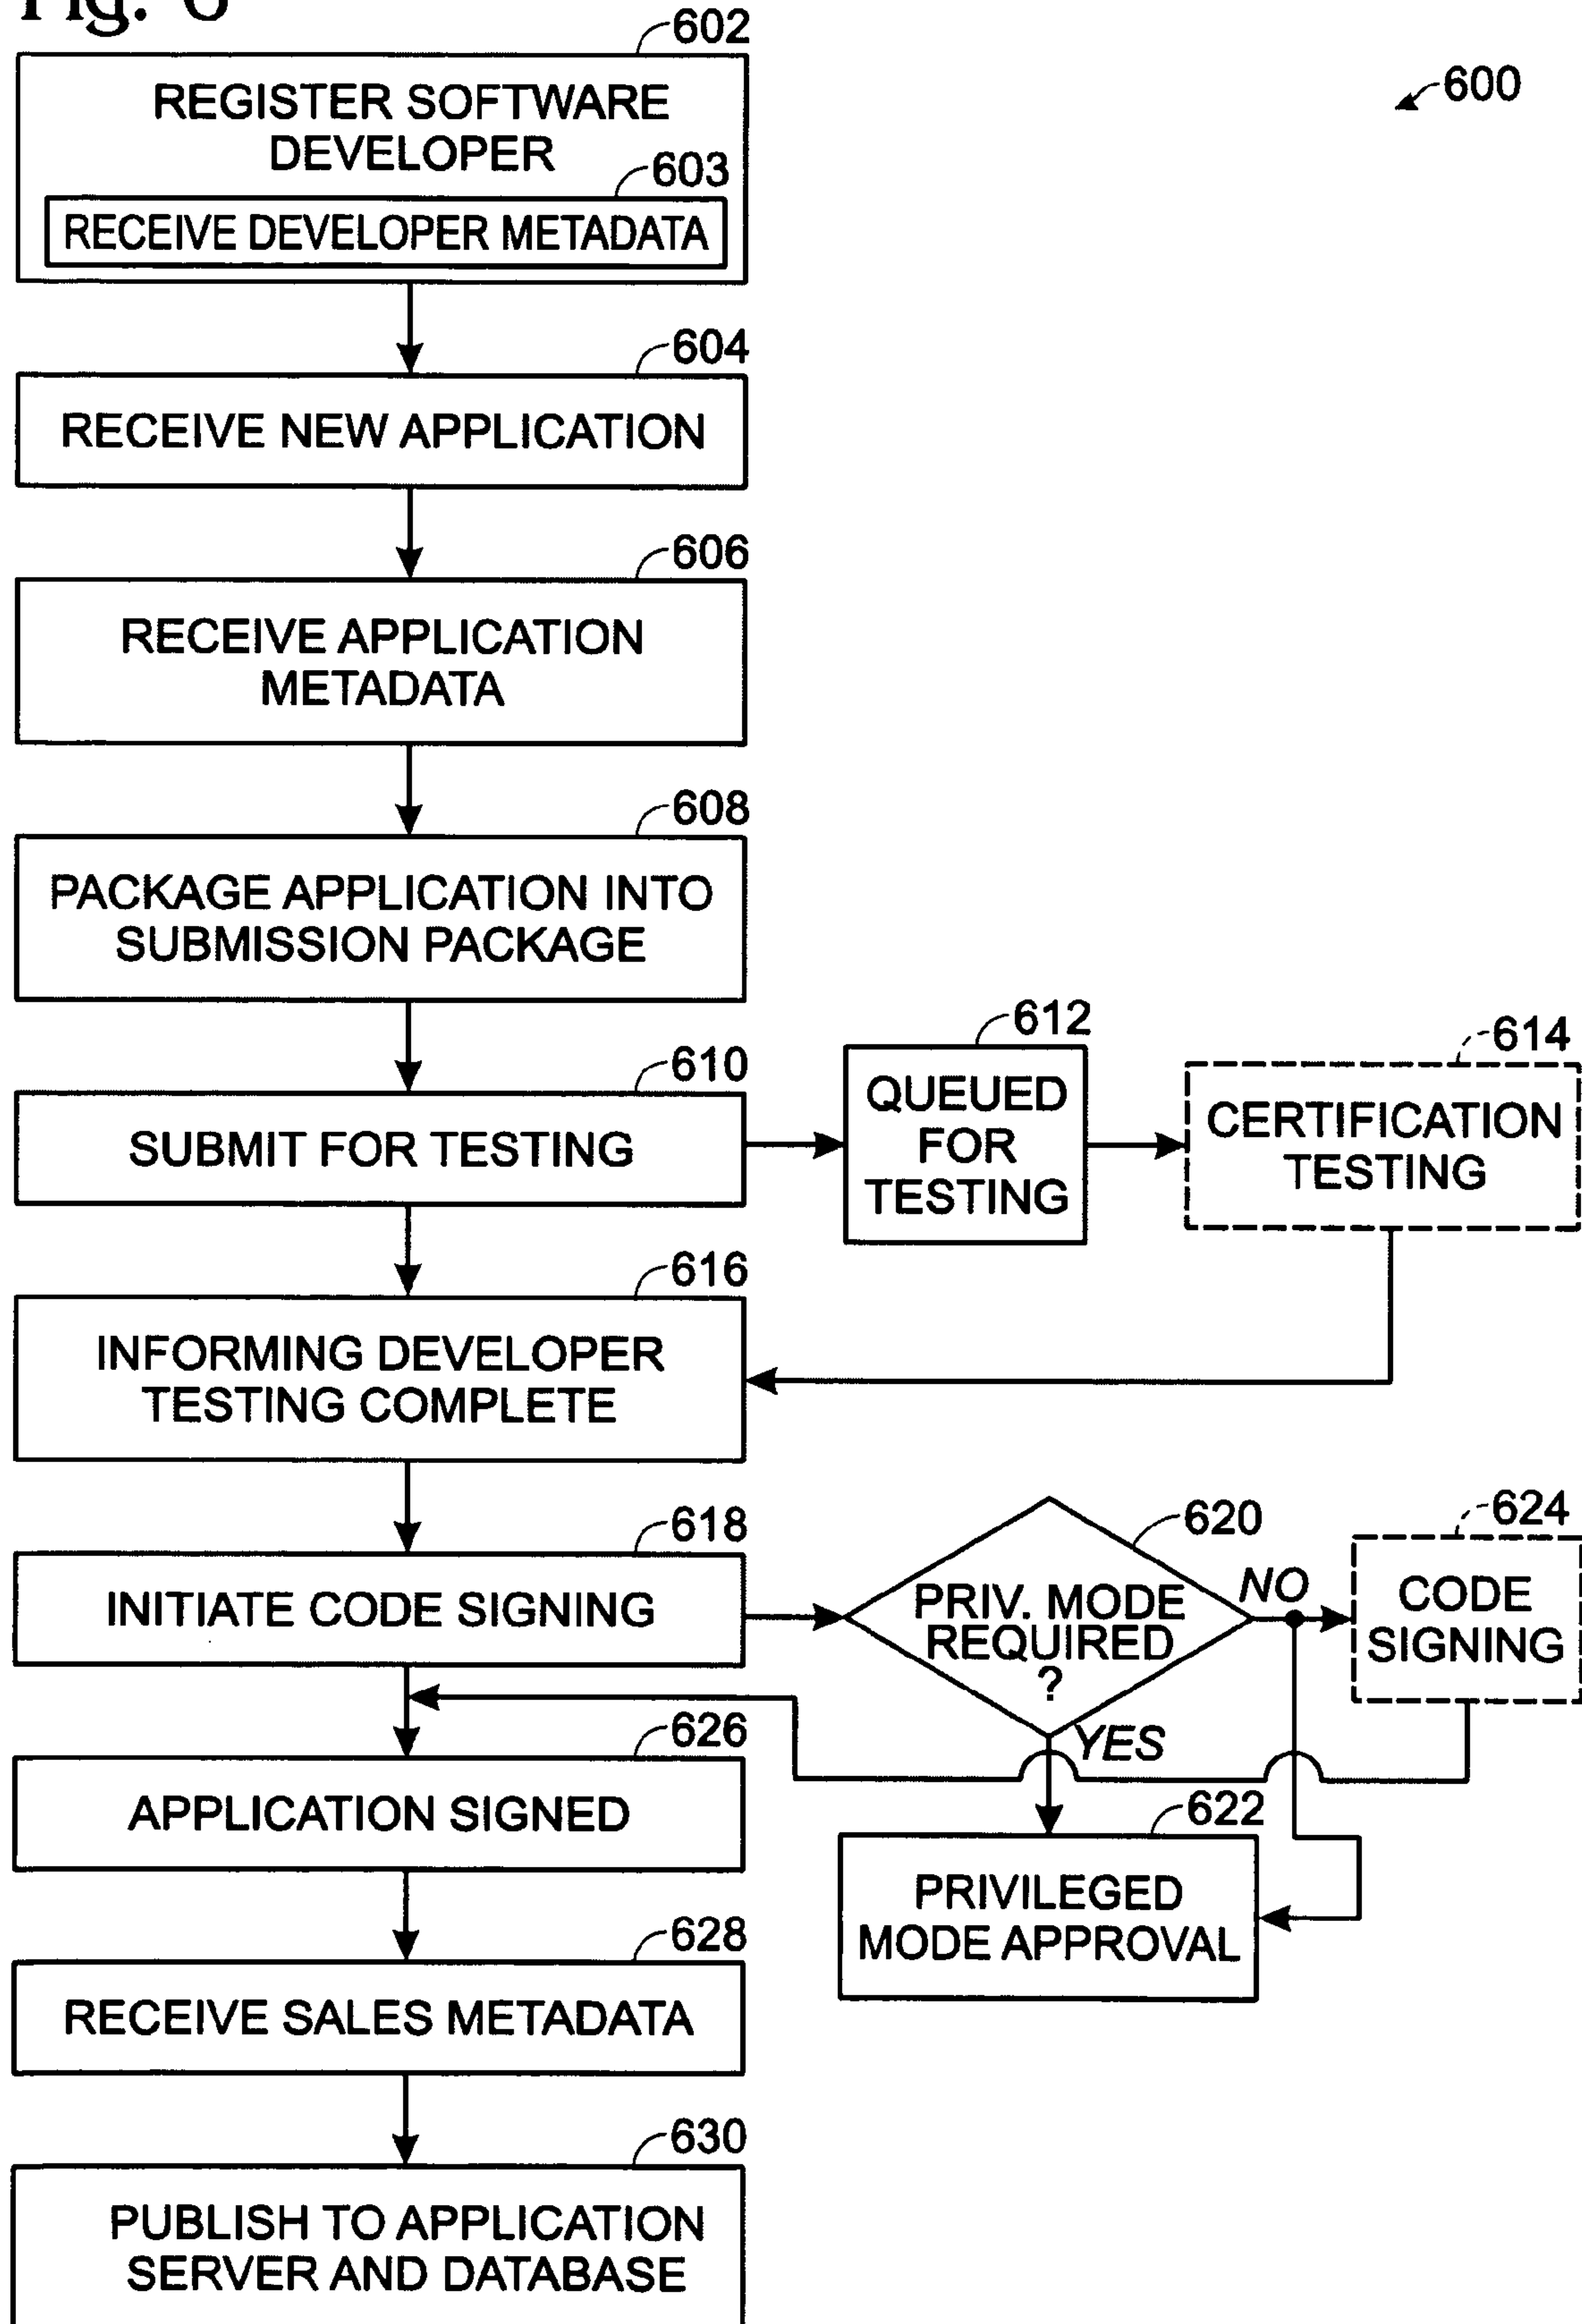 Fig. 6
602
600
REGISTER SOFTWARE
DEVELOPER
603
RECEIVE DEVELOPER METADATA
604
RECEIVE NEW APPLICATION
606
RECEIVE APPLICATION
METADATA
608
PACKAGE APPLICATION INTO
SUBMISSION PACKAGE
610
SUBMIT FOR TESTING
612
QUEUED
FOR
TESTING
614
CERTIFICATION
TESTING
616
INFORMING DEVELOPER
TESTING COMPLETE
618
INITIATE CODE SIGNING
620
PRIV. MODE
REQUIRED
?
NO
YES
624
CODE
SIGNING
622
PRIVILEGED
MODE APPROVAL
626
APPLICATION SIGNED
628
RECEIVE SALES METADATA
630
PUBLISH TO APPLICATION
SERVER AND DATABASE